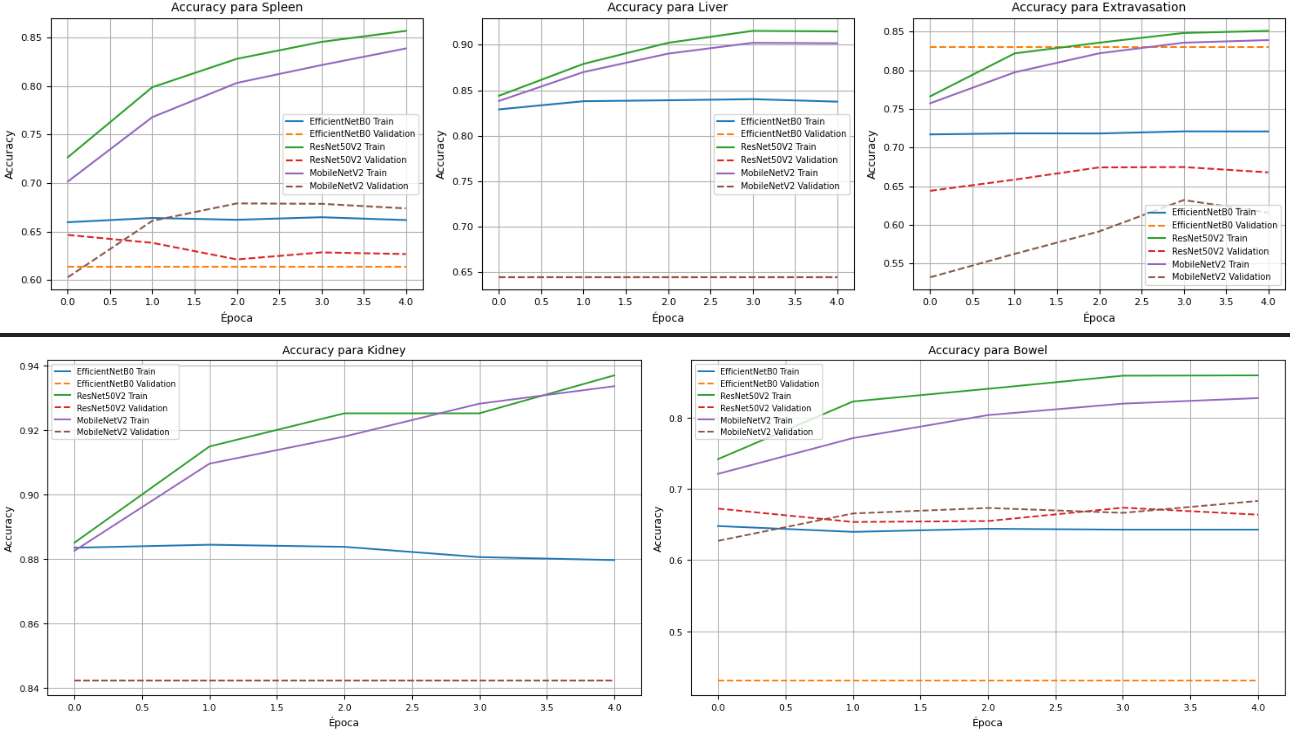 Accuracy para Spleen
Accuracy
0.85
0.80
0.75
0.70
0.65
0.60
EfficientNetB0 Train
EfficientNetB0 Validation
ResNet50V2 Train
ResNet50V2 Validation
MobileNetV2 Train
MobileNetV2 Validation
0.0 0.5 1.0 1.5 2.0 2.5 3.0 3.5 4.0
Época
Accuracy para Liver
Accuracy
0.90
0.85
0.80
0.75
0.70
0.65
EfficientNetB0 Train
EfficientNetB0 Validation
ResNet50V2 Train
ResNet50V2 Validation
MobileNetV2 Train
MobileNetV2 Validation
0.0 0.5 1.0 1.5 2.0 2.5 3.0 3.5 4.0
Época
Accuracy para Extravasation
Accuracy
0.85
0.80
0.75
0.70
0.65
0.60
0.55
EfficientNetB0 Train
EfficientNetB0 Validation
ResNet50V2 Train
ResNet50V2 Validation
MobileNetV2 Train
MobileNetV2 Validation
0.0 0.5 1.0 1.5 2.0 2.5 3.0 3.5 4.0
Época
Accuracy para Kidney
Accuracy
0.94
0.92
0.90
0.88
0.86
0.84
EfficientNetB0 Train
EfficientNetB0 Validation
ResNet50V2 Train
ResNet50V2 Validation
MobileNetV2 Train
MobileNetV2 Validation
0.0 0.5 1.0 1.5 2.0 2.5 3.0 3.5 4.0
Época
Accuracy para Bowel
Accuracy
0.8
0.7
0.6
0.5
EfficientNetB0 Train
EfficientNetB0 Validation
ResNet50V2 Train
ResNet50V2 Validation
MobileNetV2 Train
MobileNetV2 Validation
0.0 0.5 1.0 1.5 2.0 2.5 3.0 3.5 4.0
Época